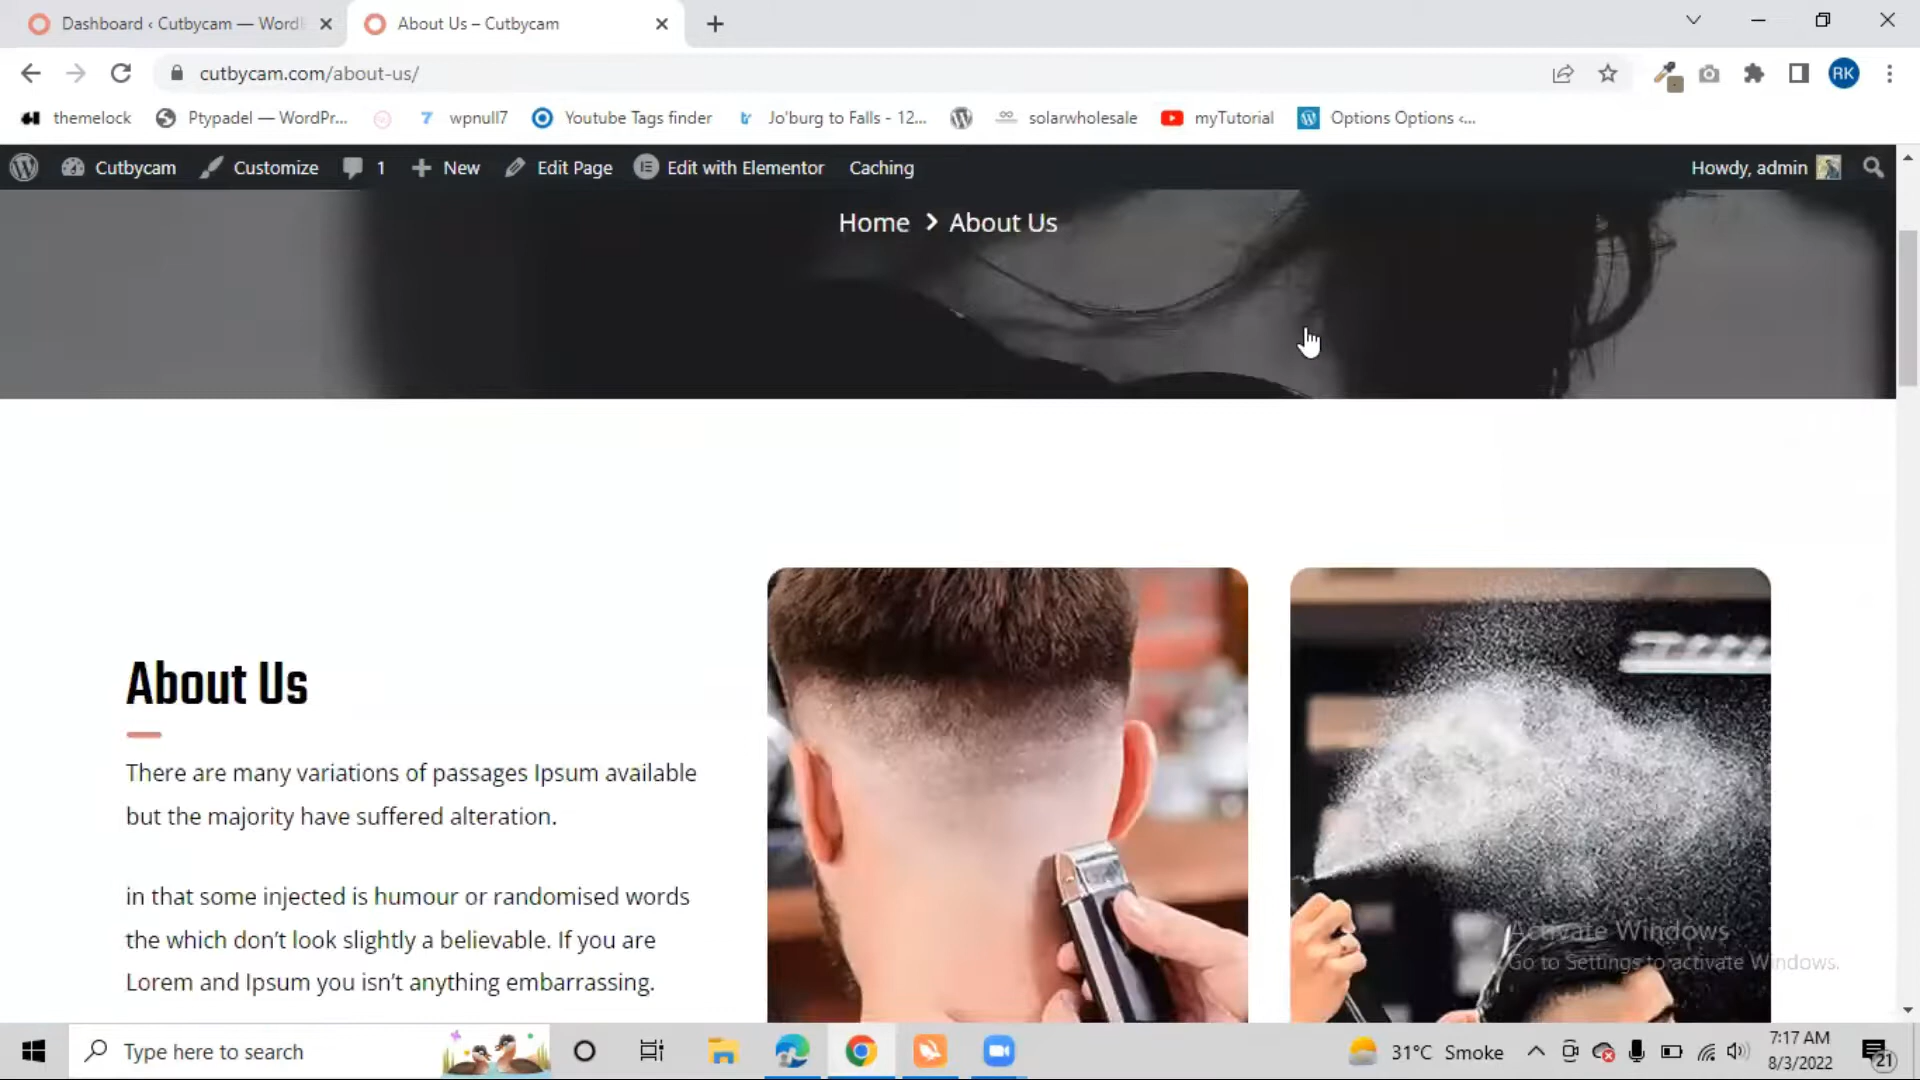 Dashboard ‹ Cutbycam — Word
About Us – Cutbycam
cutbycam.com/about-us/
RK
themelock
Ptypadel — WordPr...
7 wpnull7
Youtube Tags finder
tr Jo'burg to Falls - 12...
solarwholesale
myTutorial
Options Options ‹...
Cutbycam
Customize
1
New
Edit Page
Edit with Elementor
Caching
Howdy, admin
Home > About Us
About Us
There are many variations of passages Ipsum available
but the majority have suffered alteration.
in that some injected is humour or randomised words
the which don't look slightly a believable. If you are
Lorem and Ipsum you isn't anything embarrassing.
Activate Windows
Go to Settings to activate Windows.
Type here to search
31°C Smoke
7:17 AM
8/3/2022
21